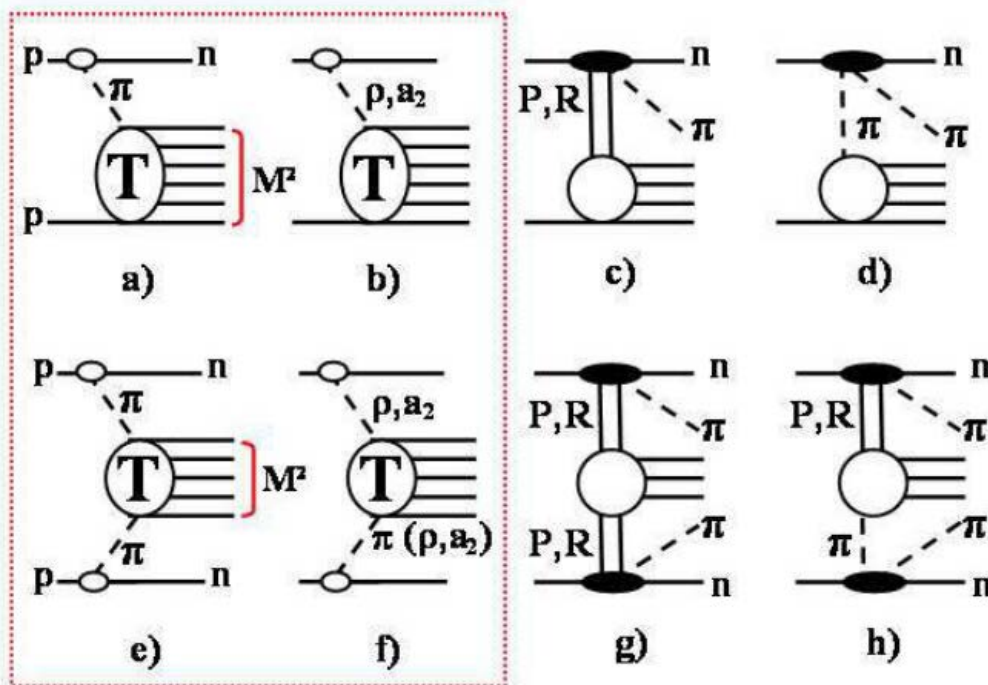 p n n n
π ρ,a₂ P,R π π π
T T
M²
p
a) b) c) d)
p n n n
π ρ,a₂ P,R π P,R π
T T
M²
π π (ρ,a₂) P,R π π π
p n n n
e) f) g) h)